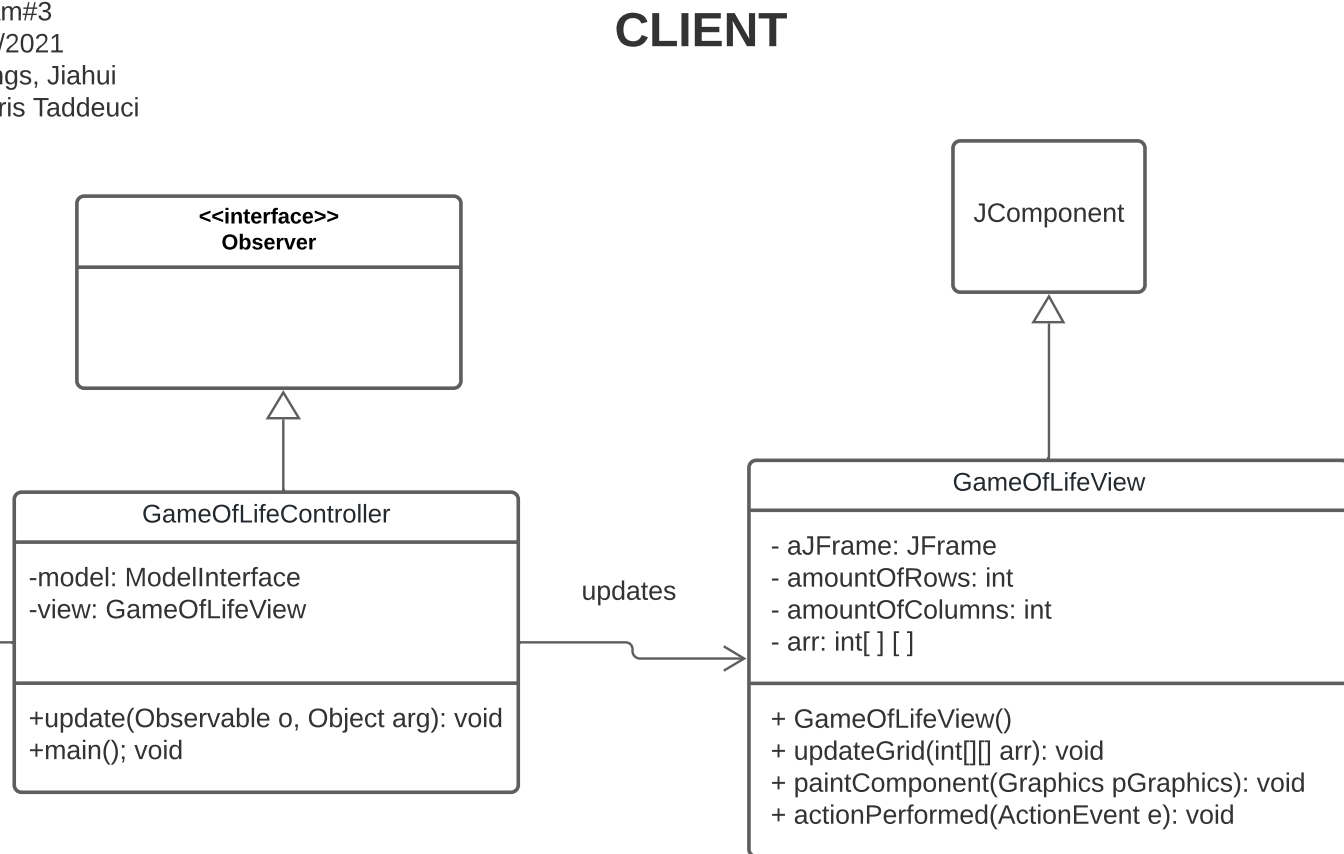 m#3
/2021
ngs, Jiahui
ris Taddeuci
CLIENT
JComponent
<<interface>>
Observer
GameOfLifeController
-model: ModelInterface
-view: GameOfLifeView
+update(Observable o, Object arg): void
+main(); void
updates
GameOfLifeView
- aJFrame: JFrame
- amountOfRows: int
- amountOfColumns: int
- arr: int[ ] [ ]
+ GameOfLifeView()
+ updateGrid(int[][] arr): void
+ paintComponent(Graphics pGraphics): void
+ actionPerformed(ActionEvent e): void